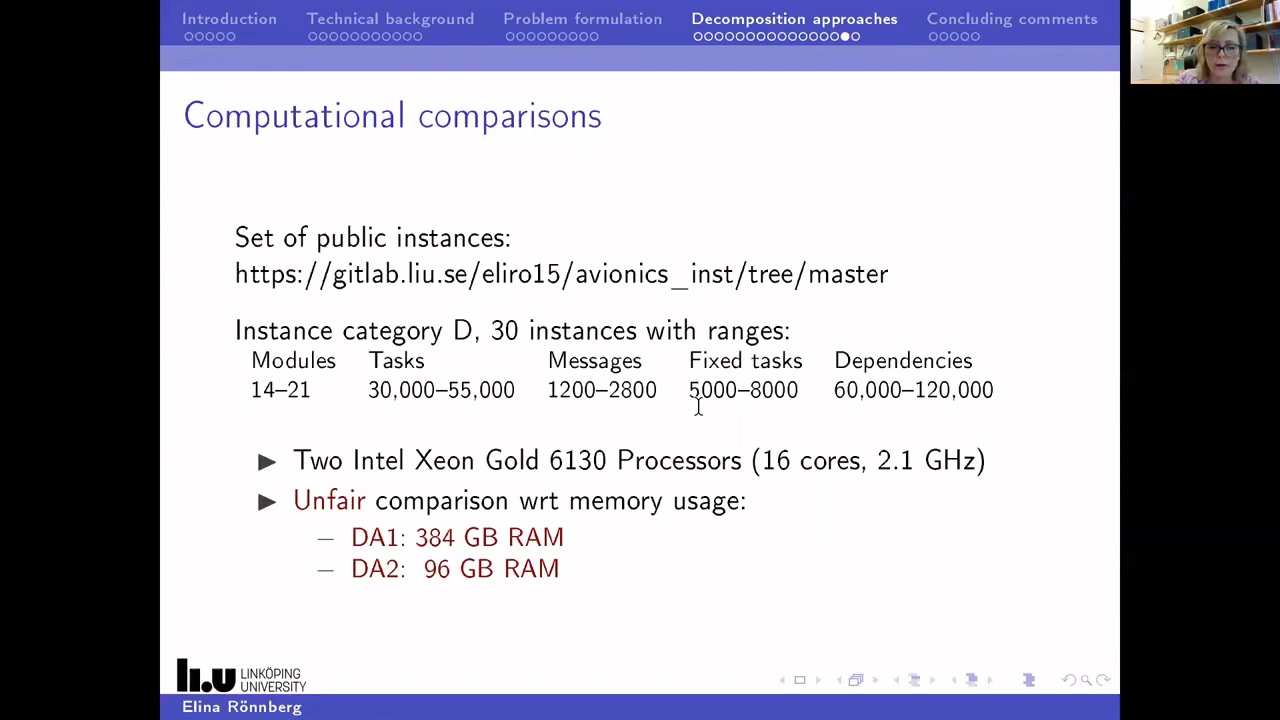 Introduction Technical background Problem formulation Decomposition approaches Concluding comments
Computational comparisons
Set of public instances:
https://gitlab.liu.se/eliro15/avionics_inst/tree/master
Instance category D, 30 instances with ranges:
Modules Tasks Messages Fixed tasks Dependencies
14–21 30,000–55,000 1200–2800 5000–8000 60,000–120,000
▶ Two Intel Xeon Gold 6130 Processors (16 cores, 2.1 GHz)
▶ Unfair comparison wrt memory usage:
– DA1: 384 GB RAM
– DA2: 96 GB RAM
li.u LINKÖPING
UNIVERSITY
Elina Rönnberg